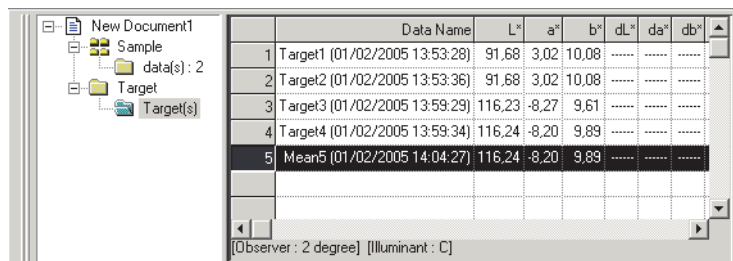 New Document1
Sample
data(s) : 2
Target
Target(s)
Data Name L* a* b* dL* da* db*
1 Target1 (01/02/2005 13:53:28) 91,68 3,02 10,08 ----- ----- -----
2 Target2 (01/02/2005 13:53:36) 91,68 3,02 10,08 ----- ----- -----
3 Target3 (01/02/2005 13:59:29) 116,23 -8,27 9,61 ----- ----- -----
4 Target4 (01/02/2005 13:59:34) 116,24 -8,20 9,89 ----- ----- -----
5 Mean5 (01/02/2005 14:04:27) 116,24 -8,20 9,89 ----- ----- -----
[Observer : 2 degree] [Illuminant : C]